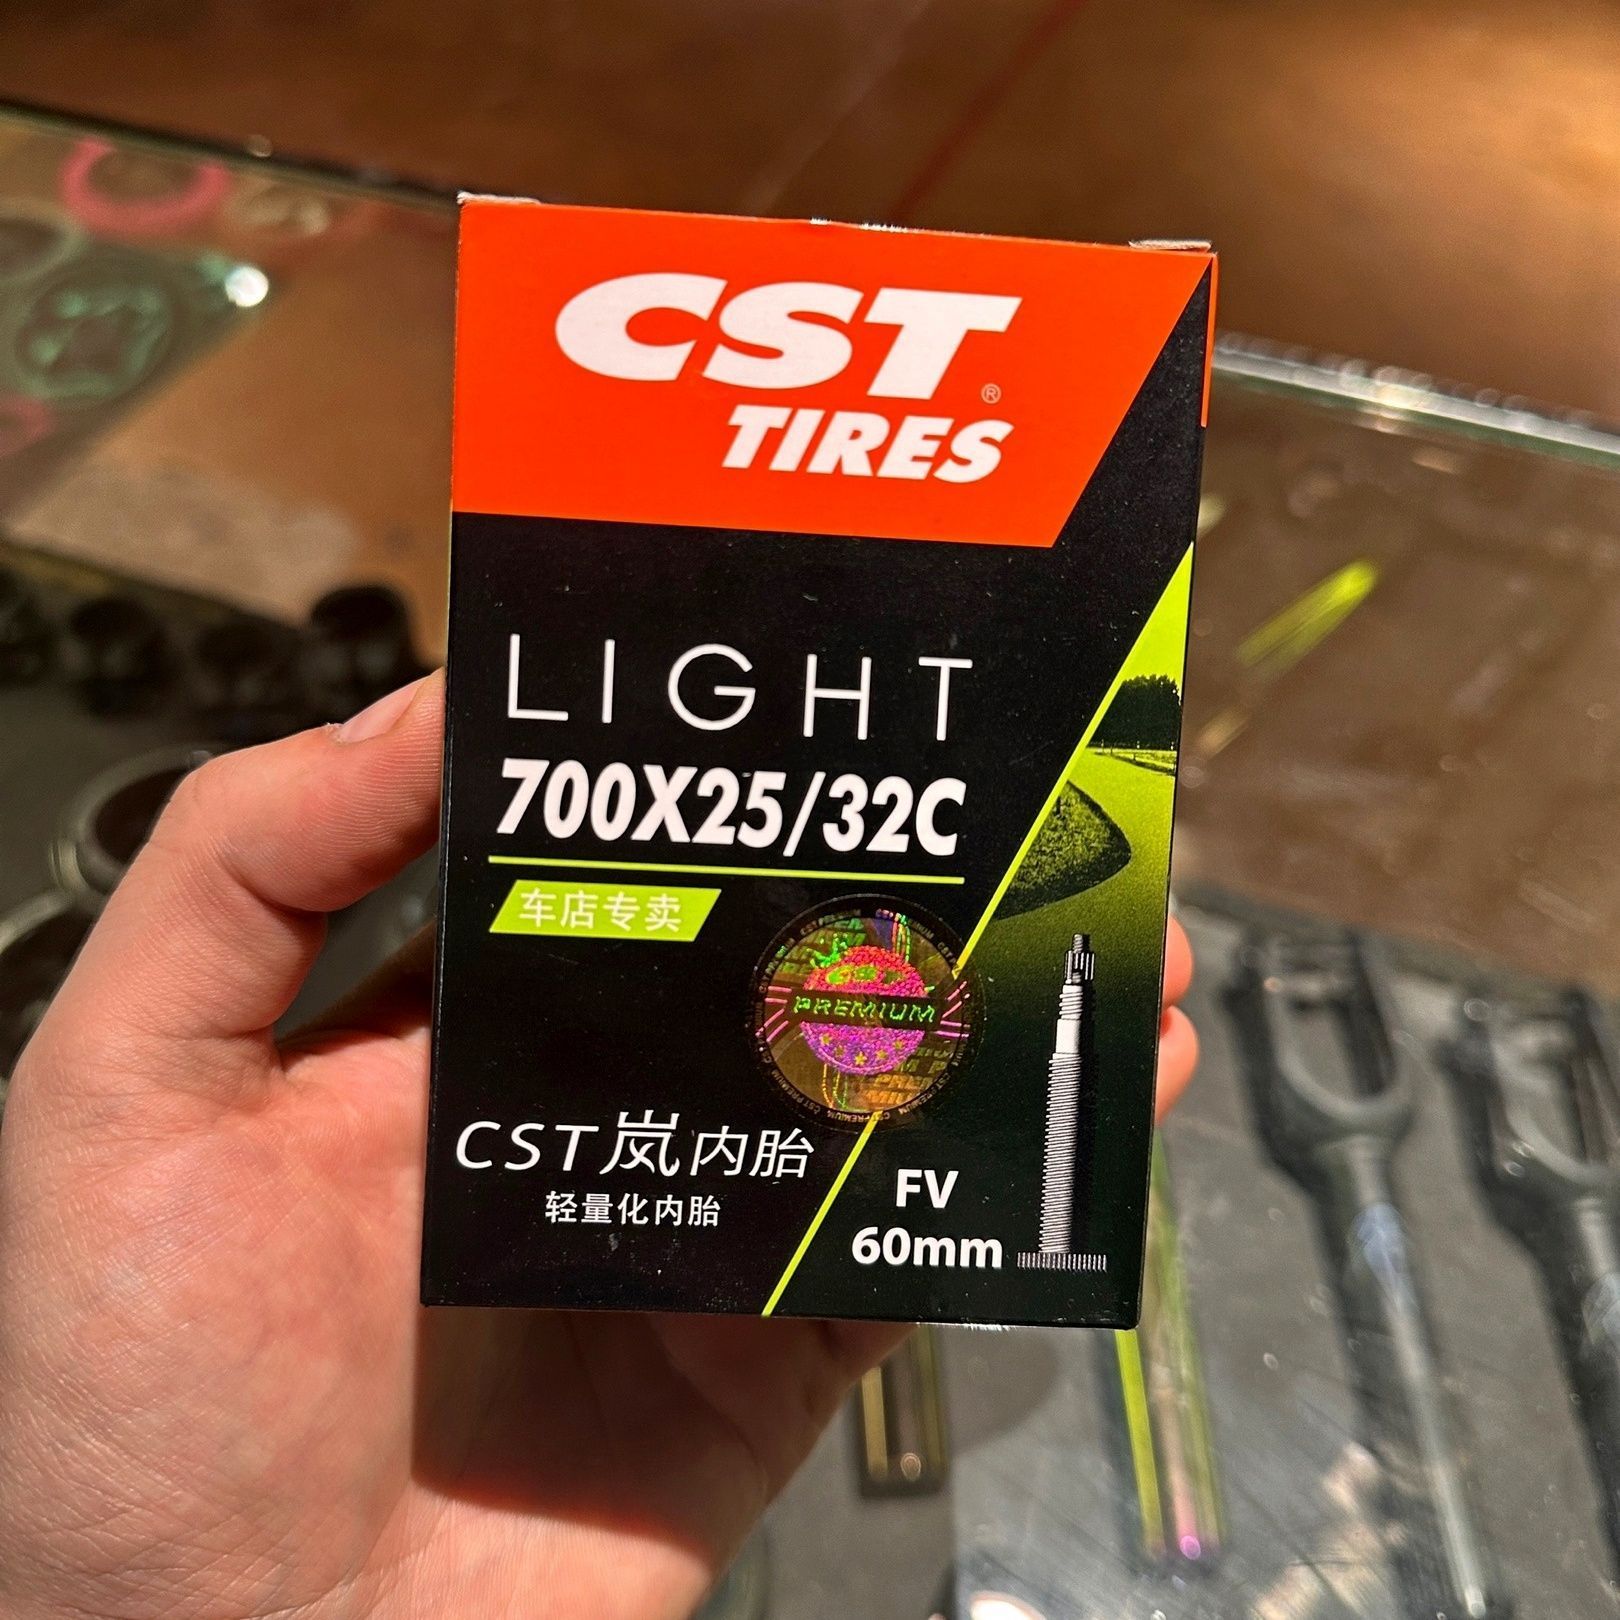 CST®
TIRES
LIGHT
700X25/32C
车店专卖
CST
PREMIUM
CST岚内胎
轻量化内胎
FV
60mm